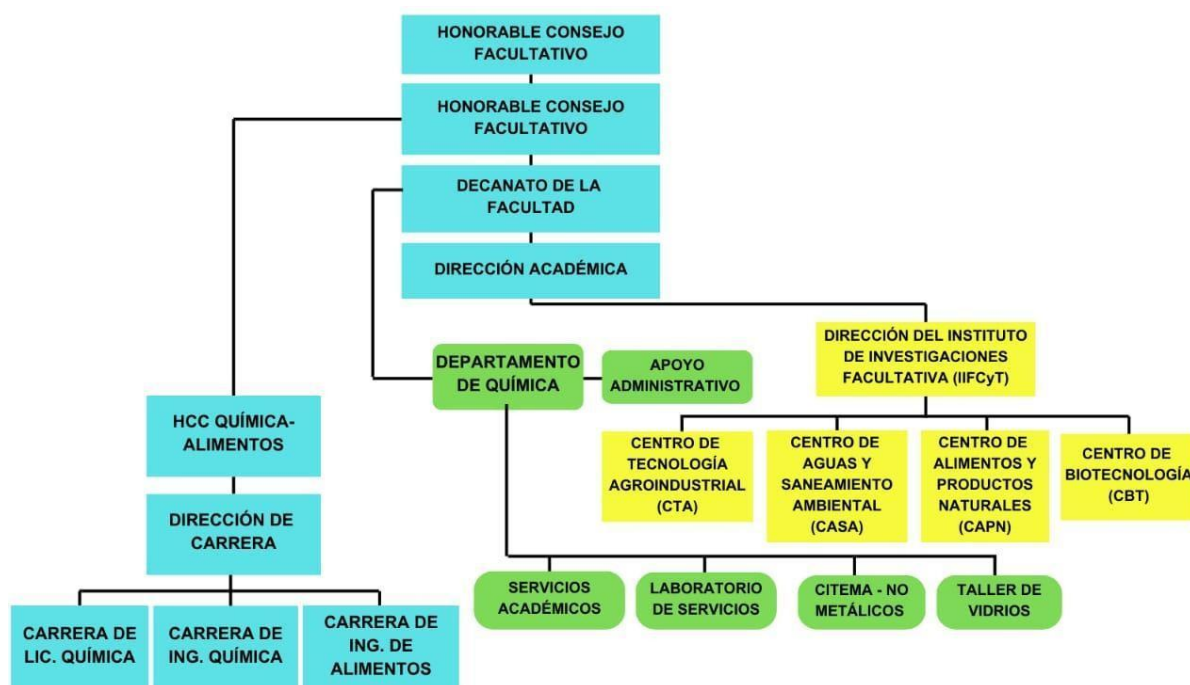 HONORABLE CONSEJO
FACULTATIVO
HONORABLE CONSEJO
FACULTATIVO
DECANATO DE LA
FACULTAD
DIRECCIÓN ACADÉMICA
DIRECCIÓN DEL INSTITUTO
DE INVESTIGACIONES
FACULTATIVA (IIFCyT)
DEPARTAMENTO
DE QUÍMICA
APOYO
ADMINISTRATIVO
HCC QUÍMICA-
ALIMENTOS
CENTRO DE
TECNOLOGÍA
AGROINDUSTRIAL
(CTA)
CENTRO DE
AGUAS Y
SANEAMIENTO
AMBIENTAL
(CASA)
CENTRO DE
ALIMENTOS Y
PRODUCTOS
NATURALES
(CAPN)
CENTRO DE
BIOTECNOLOGÍA
(CBT)
DIRECCIÓN DE
CARRERA
SERVICIOS
ACADÉMICOS
LABORATORIO
DE SERVICIOS
CITEMA - NO
METÁLICOS
TALLER DE
VIDRIOS
CARRERA DE
LIC. QUÍMICA
CARRERA DE
ING. QUÍMICA
CARRERA DE
ING. DE
ALIMENTOS